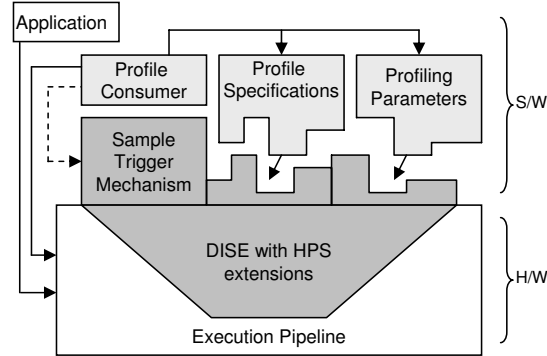 Application
Profile
Consumer
Profile
Specifications
Profiling
Parameters
S/W
Sample
Trigger
Mechanism
DISE with HPS
extensions
H/W
Execution Pipeline